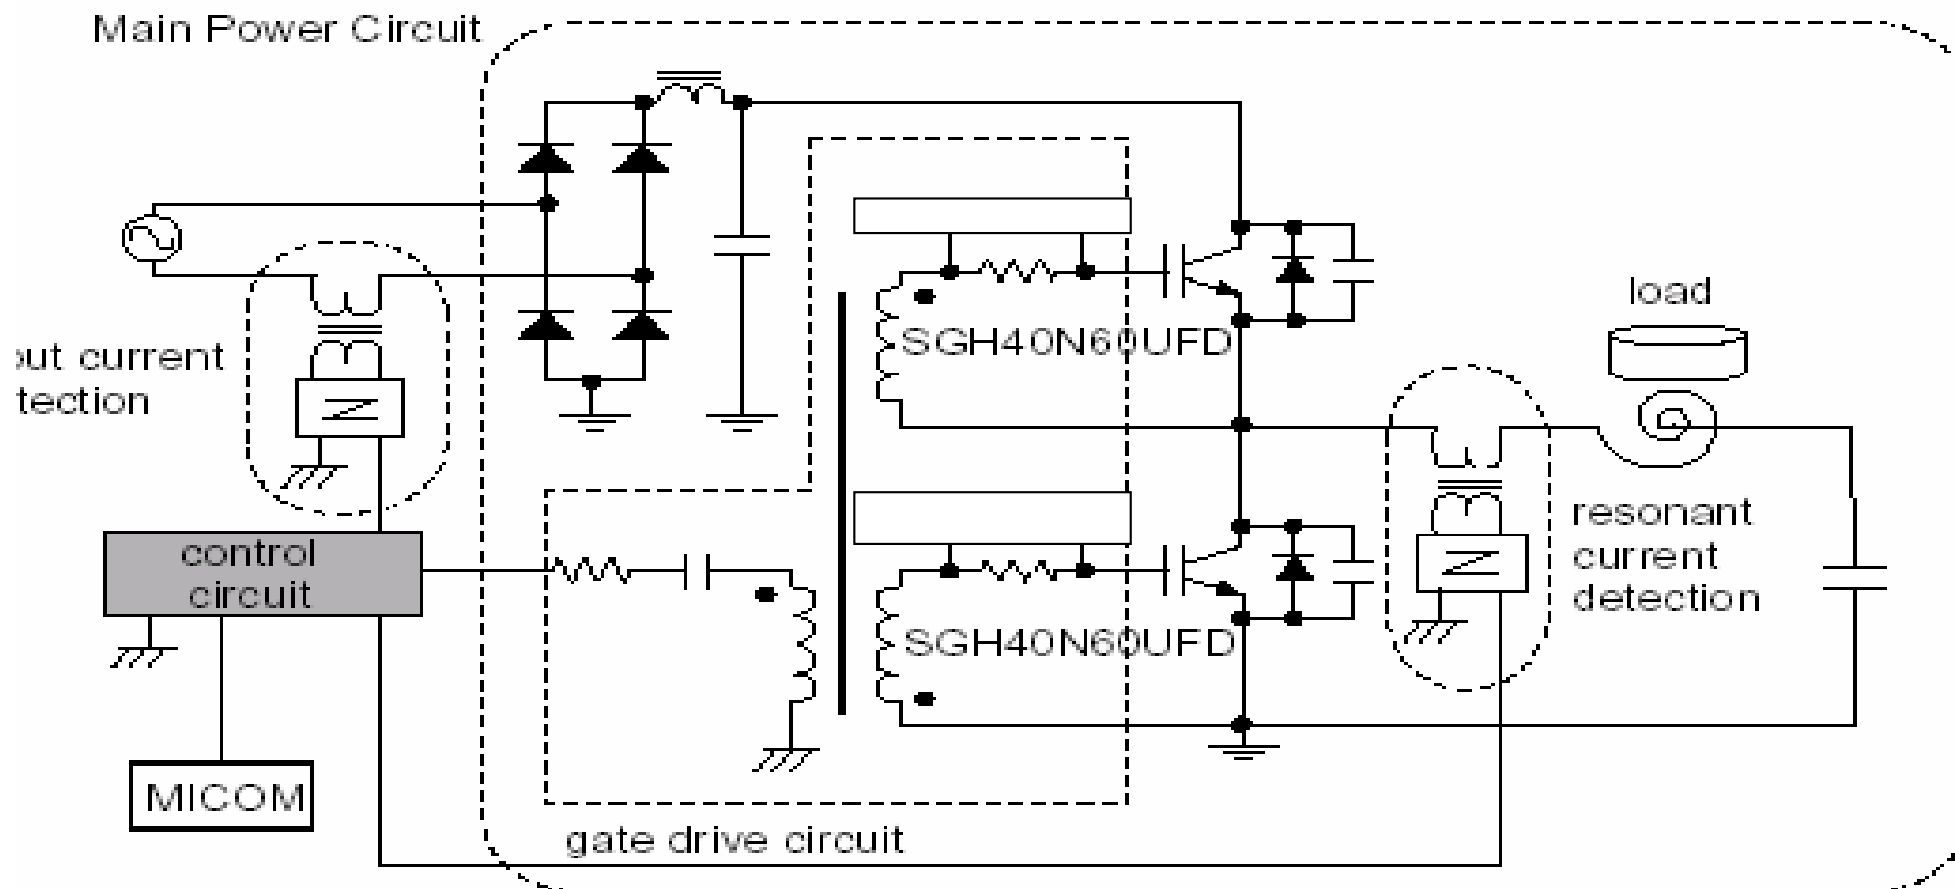 Main Power Circuit
load
SGH40N60UFD
out current
tection
resonant
current
detection
control
circuit
SGH40N60UFD
MICOM
gate drive circuit